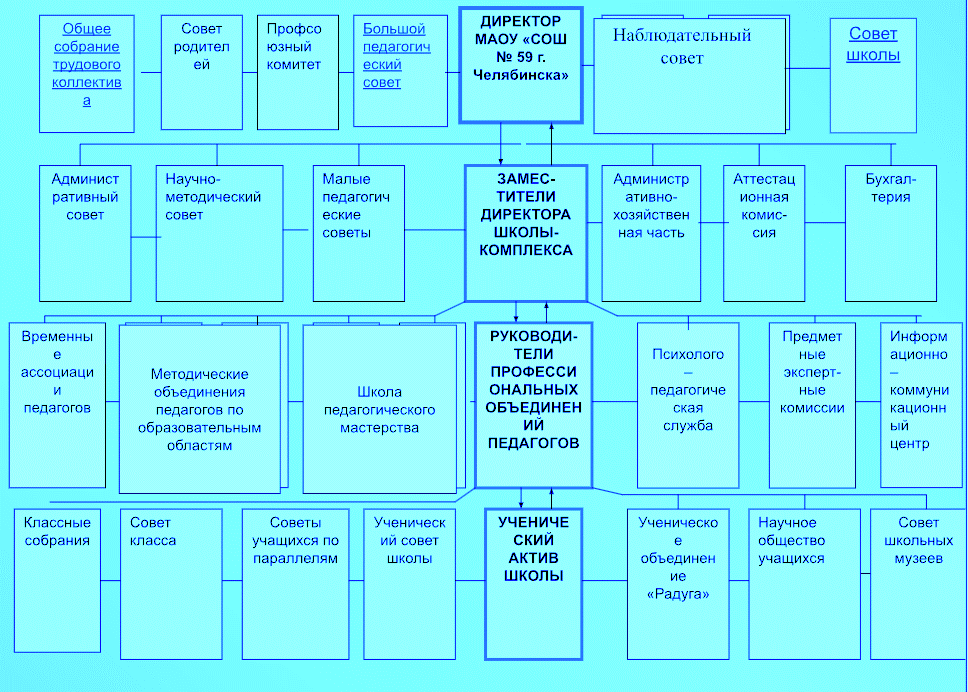 Общее
собрание
трудового
коллектив
а
Совет
родител
ей
Профсо
юзный
комитет
Большой
педагогич
еский
совет
ДИРЕКТОР
МАОУ «СОШ
№ 59 г.
Челябинска»
Наблюдательный
совет
Совет
школы
Админист
ративный
совет
Научно-
методический
совет
Малые
педагогич
еские
советы
ЗАМЕС-
ТИТЕЛИ
ДИРЕКТОРА
ШКОЛЫ-
КОМПЛЕКСА
Администр
ативно-
хозяйствен
ная часть
Аттестац
ионная
комис-
сия
Бухгал-
терия
Временны
е
ассоциаци
и
педагогов
Методические
объединения
педагогов по
образовательным
областям
Школа
педагогического
мастерства
РУКОВОДИ-
ТЕЛИ
ПРОФЕССИ
ОНАЛЬНЫХ
ОБЪЕДИНЕН
ИЙ
ПЕДАГОГОВ
Психолого
–
педагогиче
ская
служба
Предмет
ные
эксперт-
ные
комиссии
Информ
ационно
–
коммуни
кационн
ый
центр
Классные
собрания
Совет
класса
Советы
учащихся по
параллелям
Ученическ
ий совет
школы
УЧЕНИЧЕ
СКИЙ
АКТИВ
ШКОЛЫ
Ученическо
е
объединен
ие
«Радуга»
Научное
общество
учащихся
Совет
школьных
музеев